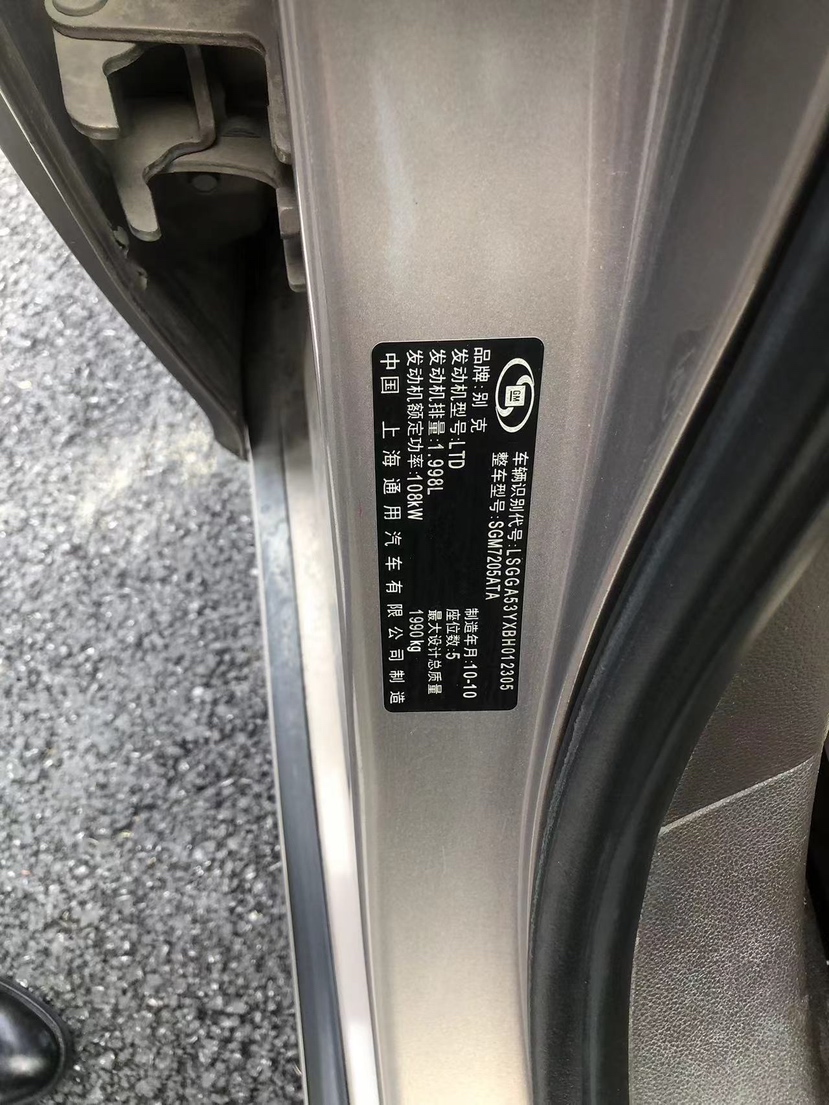 GM
车辆识别代号:LSGGA53YXBH012305
整车型号:SGM7205ATA
品牌:别克 制造年月:10-10
发动机型号:LTD 座位数:5
发动机排量:1.998L 最大设计总质量
发动机额定功率:108kW 1990kg
中国 上海通用汽车有限公司制造